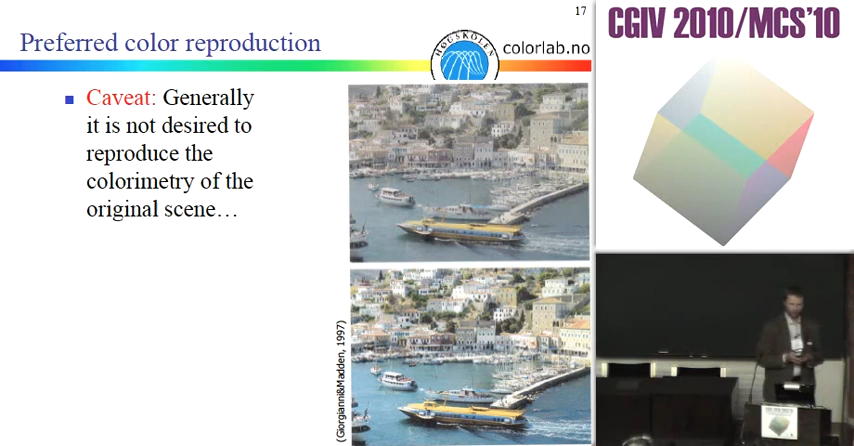 17
Preferred color reproduction
HØGSKOLEN
colorlab.no
Caveat: Generally
it is not desired to
reproduce the
colorimetry of the
original scene…
(Giorgianni&Madden, 1997)
CGIV 2010/MCS'10